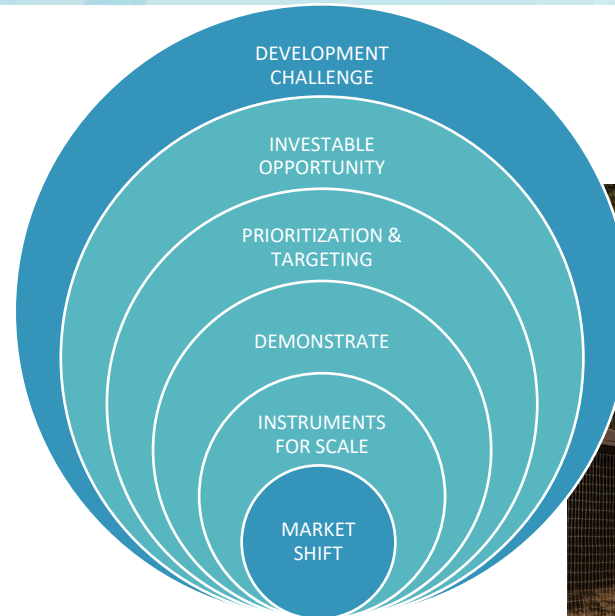 DEVELOPMENT
CHALLENGE
INVESTABLE
OPPORTUNITY
PRIORITIZATION &
TARGETING
DEMONSTRATE
INSTRUMENTS
FOR SCALE
MARKET
SHIFT